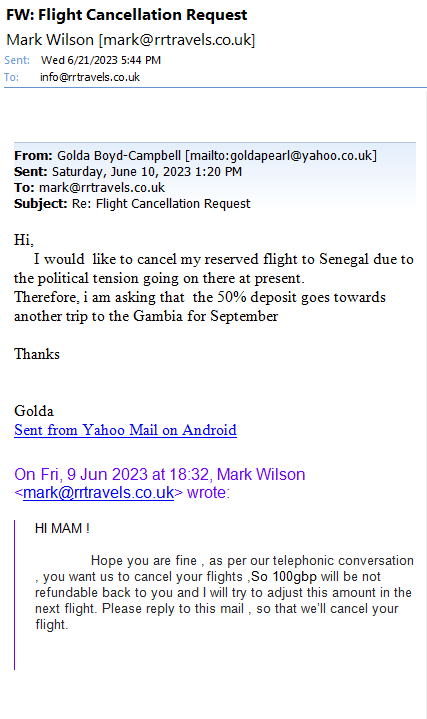 FW: Flight Cancellation Request
Mark Wilson [mark@rrtravels.co.uk]
Sent: Wed 6/21/2023 5:44 PM
To: info@rrtravels.co.uk
From: Golda Boyd-Campbell [mailto:goldapearl@yahoo.co.uk]
Sent: Saturday, June 10, 2023 1:20 PM
To: mark@rrtravels.co.uk
Subject: Re: Flight Cancellation Request
Hi,
I would  like to cancel my reserved flight to Senegal due to
the political tension going on there at present.
Therefore, i am asking that  the 50% deposit goes towards
another trip to the Gambia for September
Thanks
Golda
Sent from Yahoo Mail on Android
On Fri, 9 Jun 2023 at 18:32, Mark Wilson
<mark@rrtravels.co.uk> wrote:
HI MAM !
Hope you are fine , as per our telephonic conversation
, you want us to cancel your flights ,So 100gbp will be not
refundable back to you and I will try to adjust this amount in the
next flight. Please reply to this mail , so that we'll cancel your
flight.